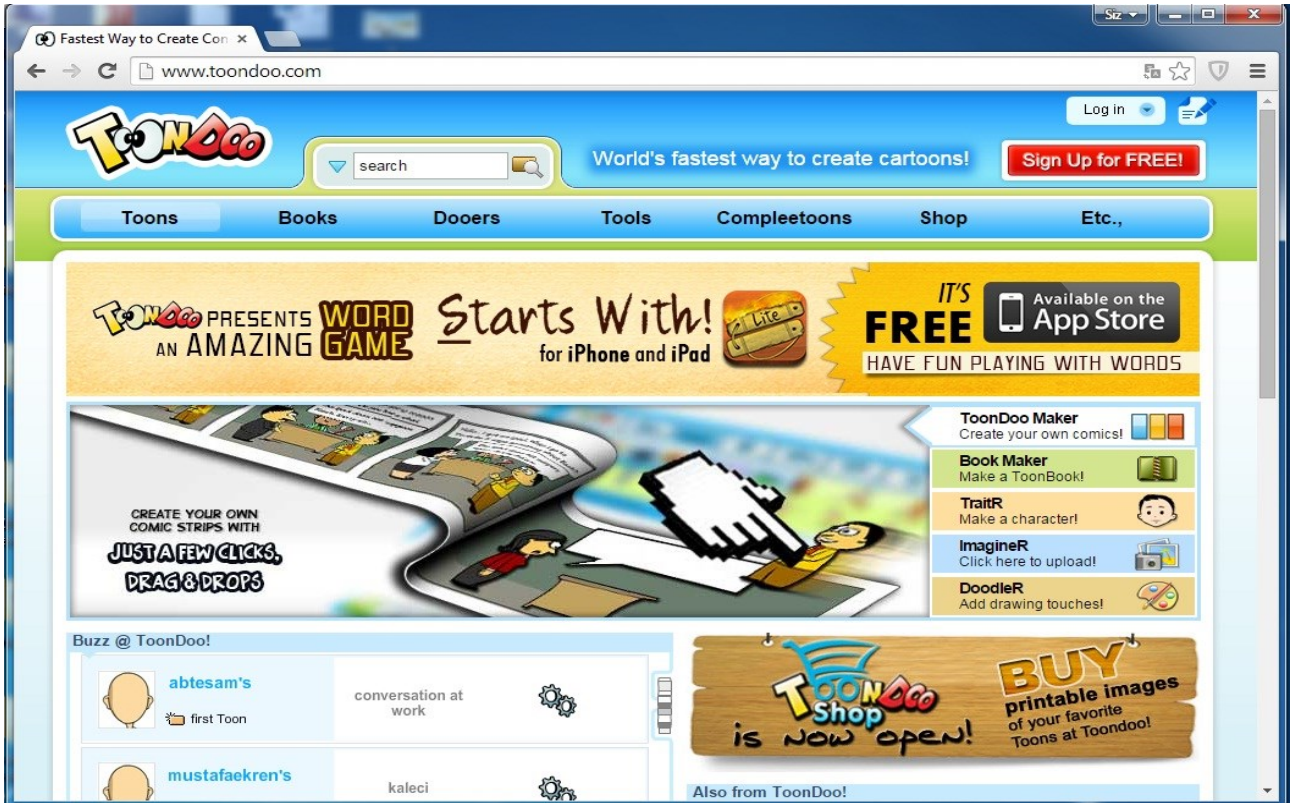 Siz
Fastest Way to Create Con
www.toondoo.com
TOONDOO
Log in
search
World's fastest way to create cartoons!
Sign Up for FREE!
Toons Books Dooers Tools Compleetoons Shop Etc.,
TOONDOO PRESENTS
AN AMAZING
WORD
GAME
Starts With!
for iPhone and iPad
Lite
IT'S
FREE
Available on the
App Store
HAVE FUN PLAYING WITH WORDS
CREATE YOUR OWN
COMIC STRIPS WITH
JUST A FEW CLICKS,
DRAG & DROPS
ToonDoo Maker
Create your own comics!
Book Maker
Make a ToonBook!
TraitR
Make a character!
ImagineR
Click here to upload!
DoodleR
Add drawing touches!
Buzz @ ToonDoo!
abtesam's
first Toon
conversation at
work
mustafaekren's
kaleci
TOONDOO
Shop
is now open!
BUY
printable images
of your favorite
Toons at Toondoo!
Also from ToonDoo!